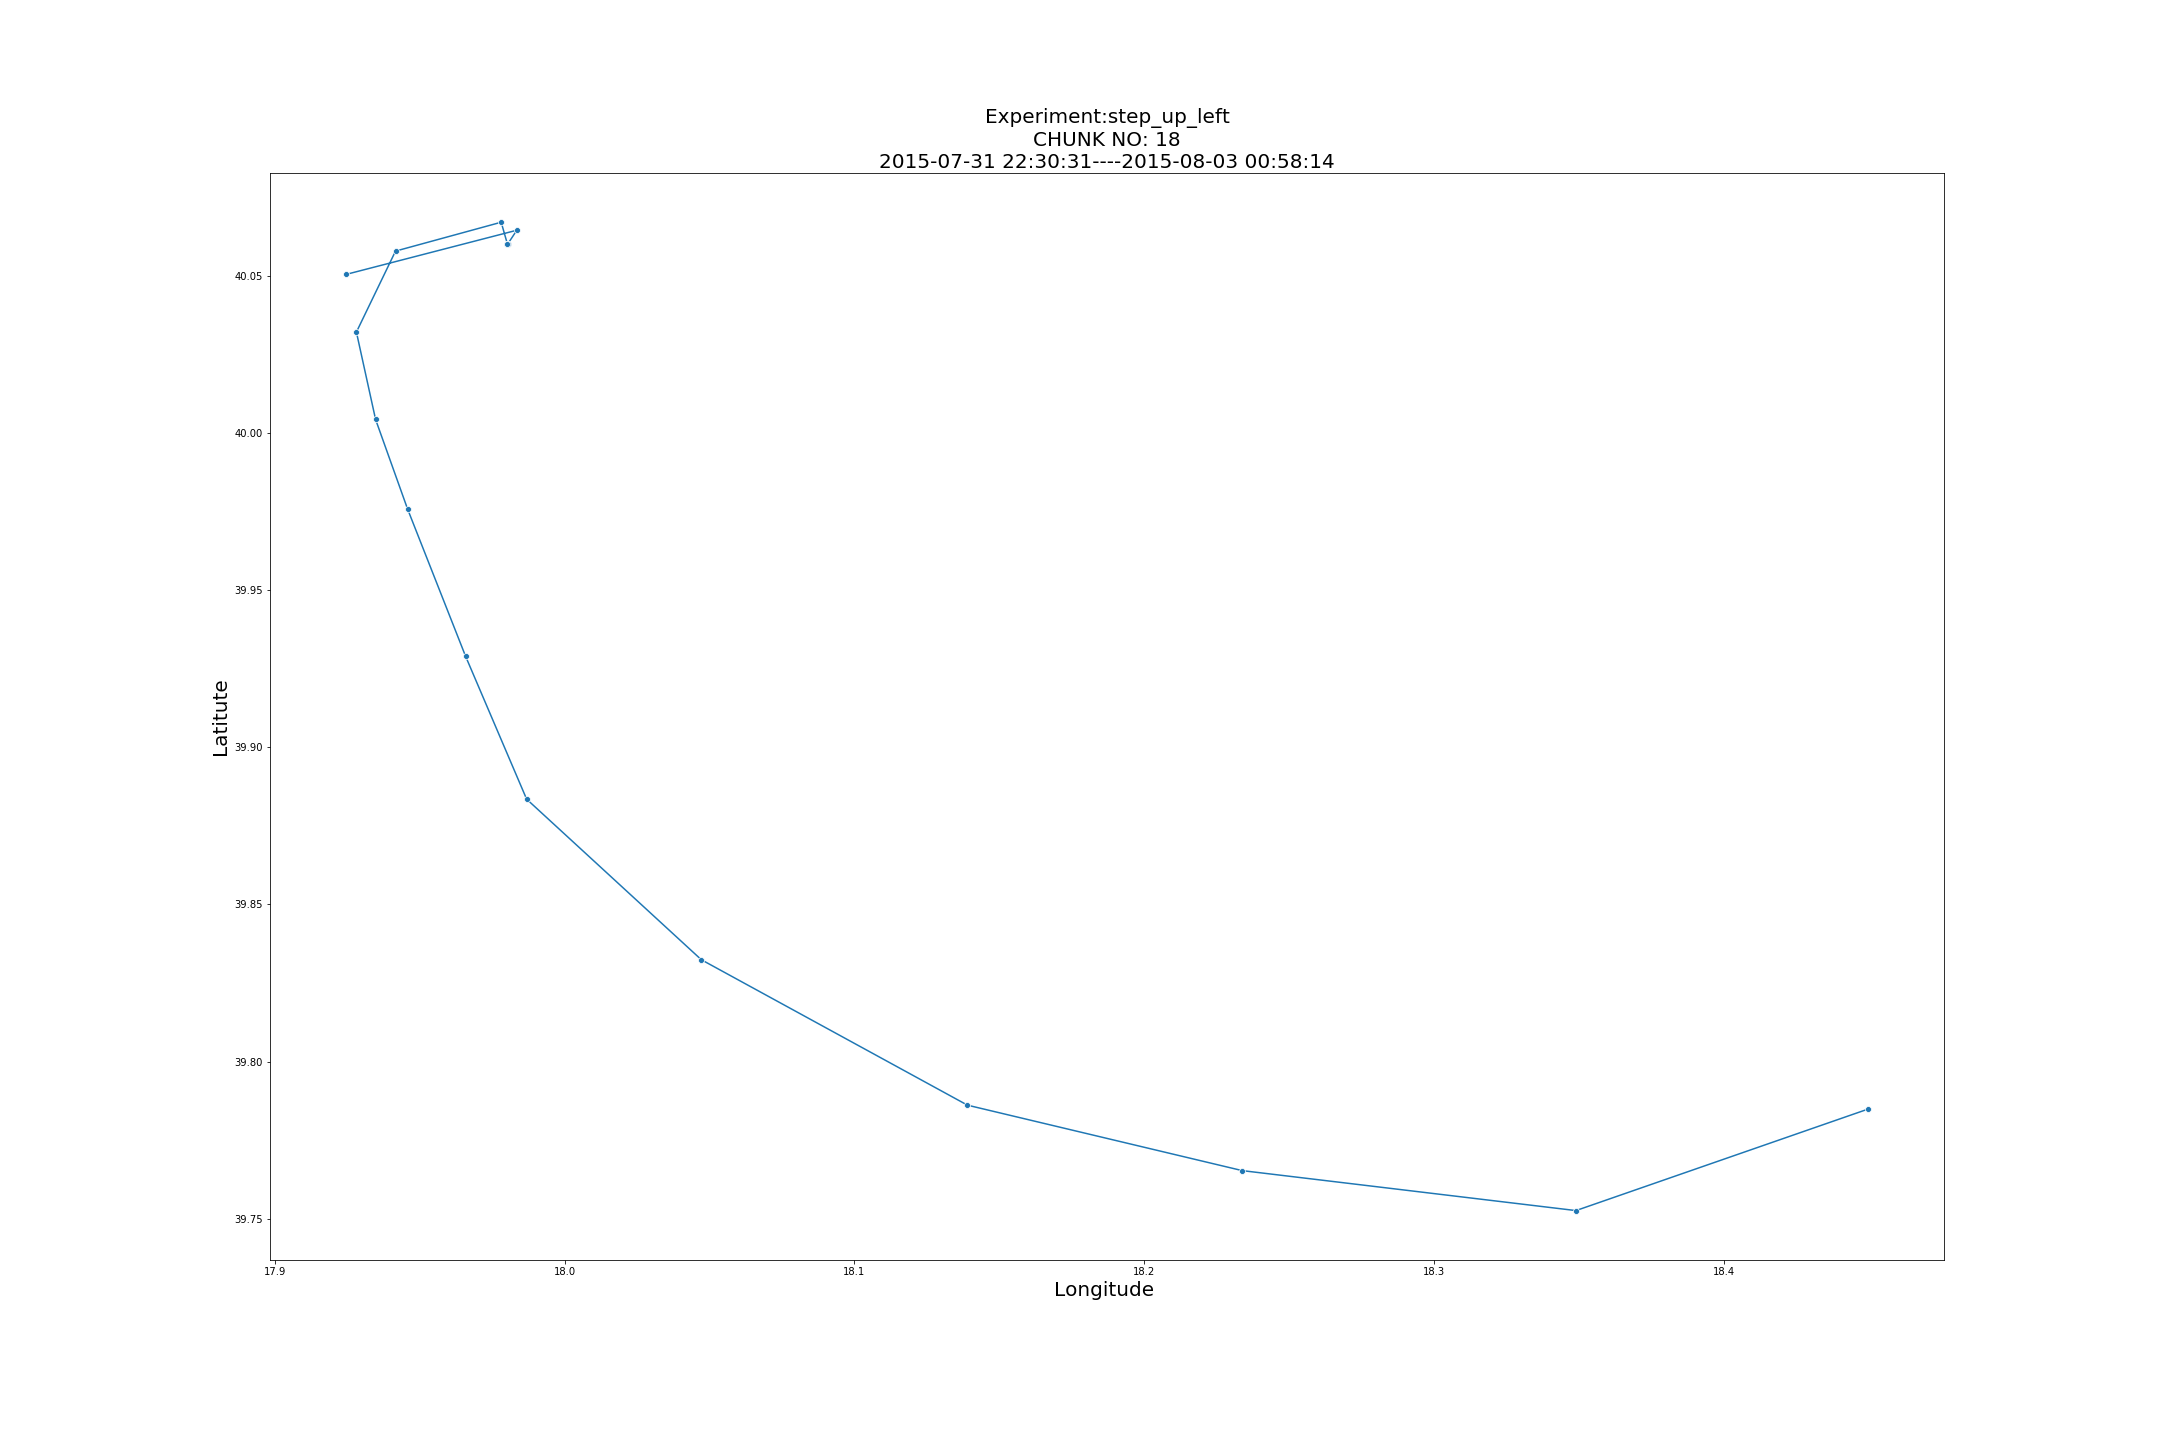 Experiment:step_up_left
CHUNK NO: 18
2015-07-31 22:30:31----2015-08-03 00:58:14
Latitute
40.05
40.00
39.95
39.90
39.85
39.80
39.75
17.9 18.0 18.1 18.2 18.3 18.4
Longitude